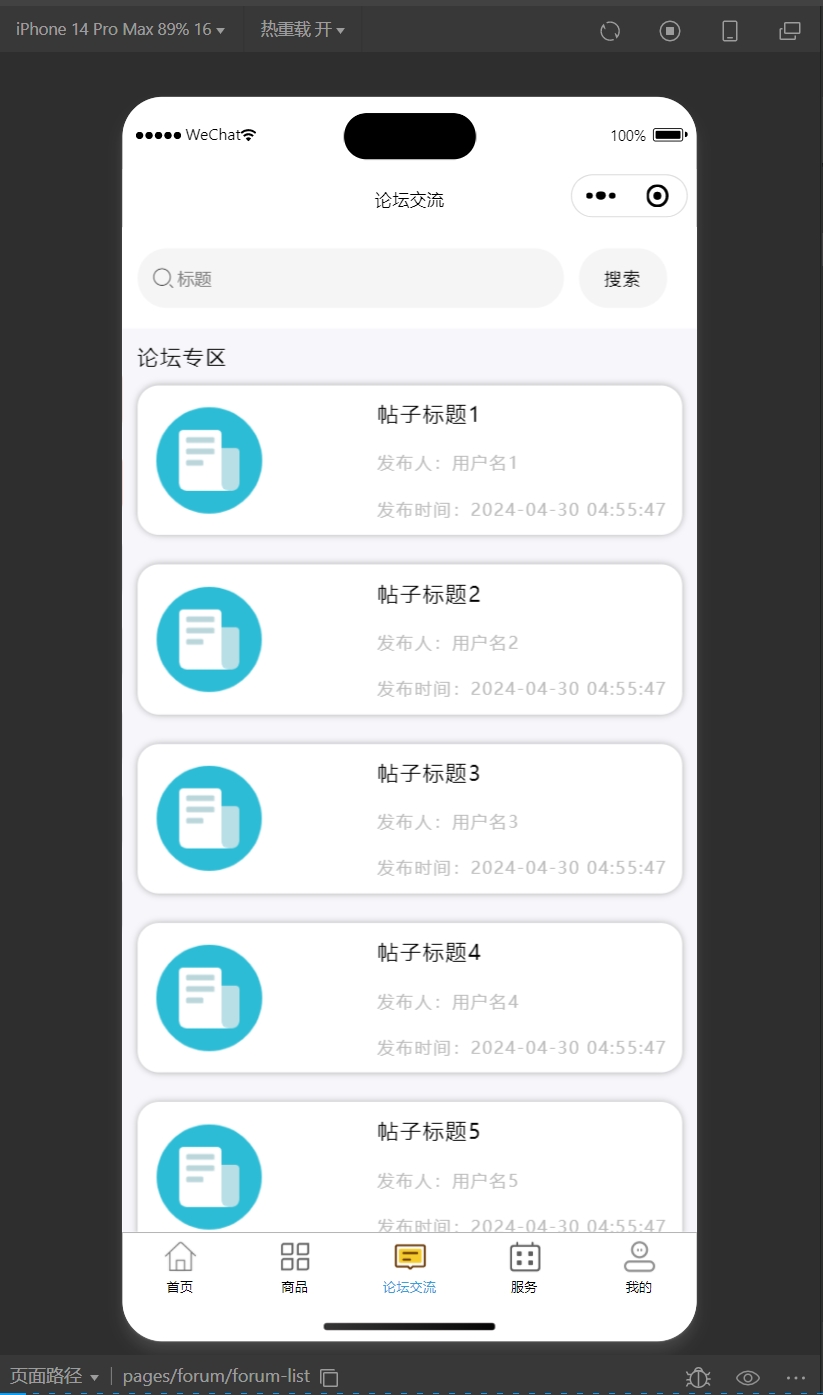 iPhone 14 Pro Max 89% 16 热重载 开
WeChat 100%
论坛交流
标题 搜索
论坛专区
帖子标题1
发布人：用户名1
发布时间：2024-04-30 04:55:47
帖子标题2
发布人：用户名2
发布时间：2024-04-30 04:55:47
帖子标题3
发布人：用户名3
发布时间：2024-04-30 04:55:47
帖子标题4
发布人：用户名4
发布时间：2024-04-30 04:55:47
帖子标题5
发布人：用户名5
发布时间：2024-04-30 04:55:47
首页 商品 论坛交流 服务 我的
页面路径 pages/forum/forum-list